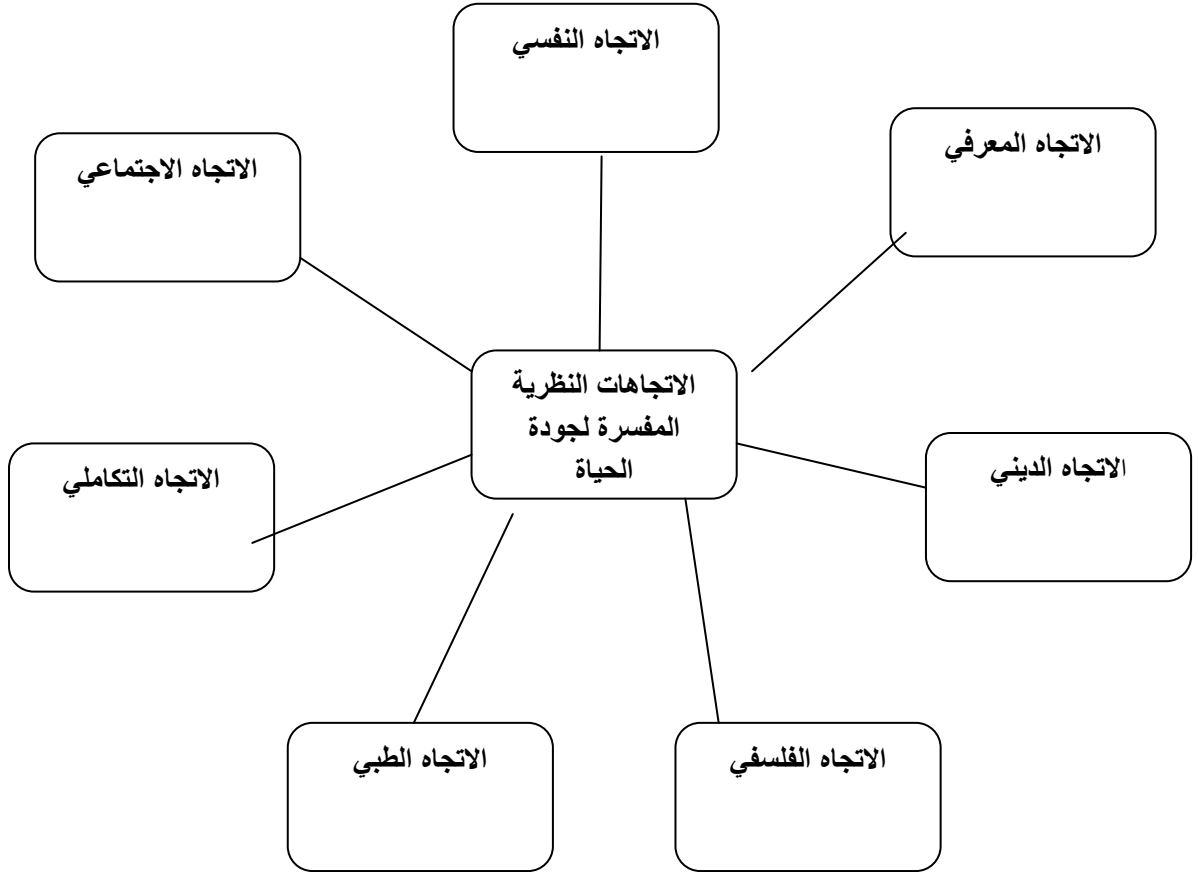 الاتجاه النفسي
الاتجاه المعرفي
الاتجاه الاجتماعي
الاتجاهات النظرية
المفسرة لجودة
الحياة
الاتجاه الديني
الاتجاه التكاملي
الاتجاه الفلسفي
الاتجاه الطبي